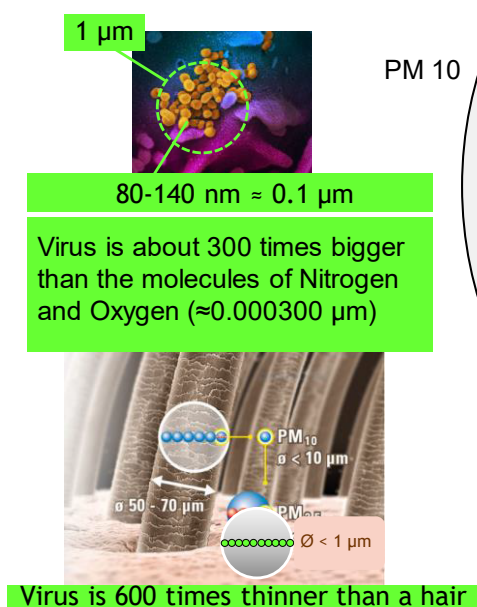 1 µm
PM 10
80-140 nm ≈ 0.1 µm
Virus is about 300 times bigger
than the molecules of Nitrogen
and Oxygen (≈0.000300 µm)
PM₁₀
ø < 10 µm
ø 50 - 70 µm
Ø < 1 µm
Virus is 600 times thinner than a hair